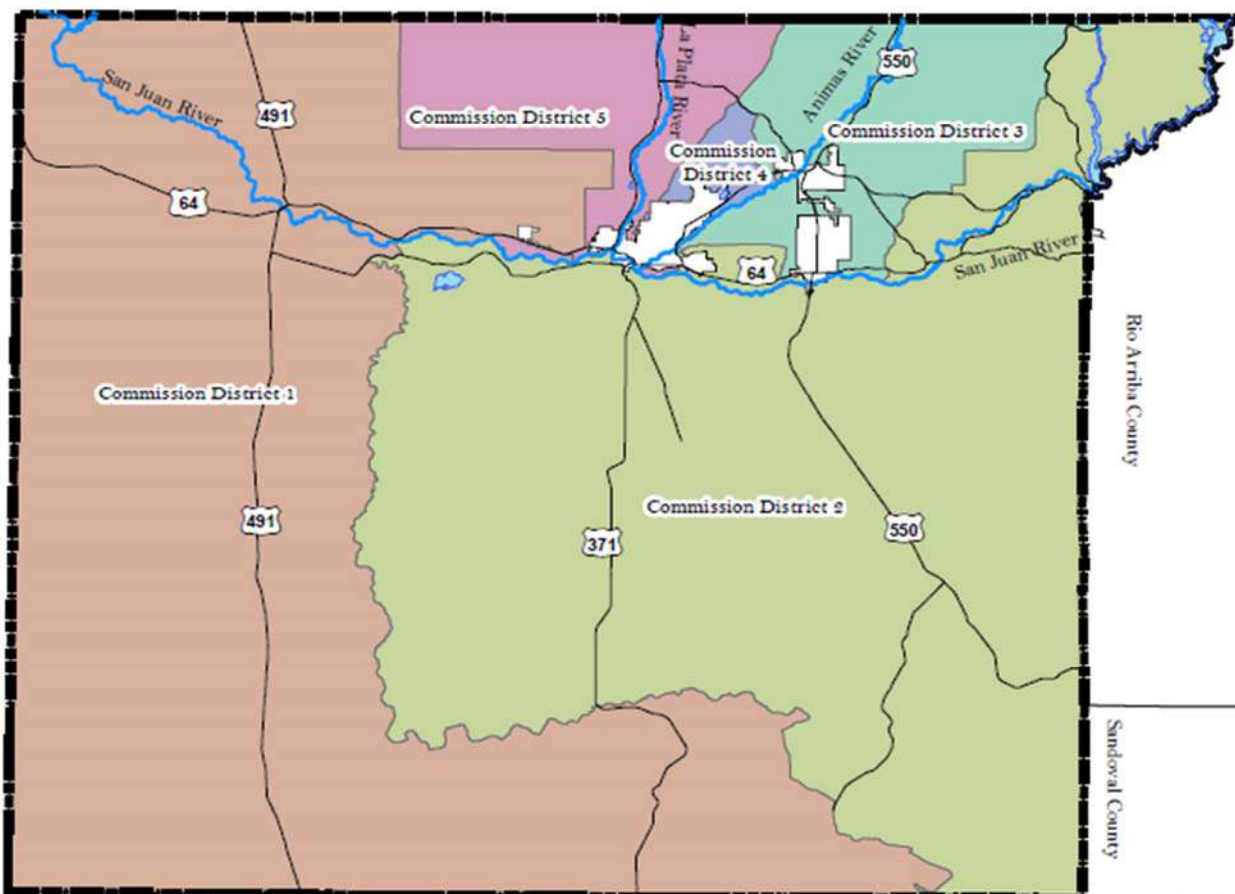 La Plata River
Animas River
550
San Juan River
491
Commission District 5
Commission District 3
Commission
District 4
64
San Juan River
64
Rio Arriba County
Commission District 1
Commission District 2
491
371
550
Sandoval County